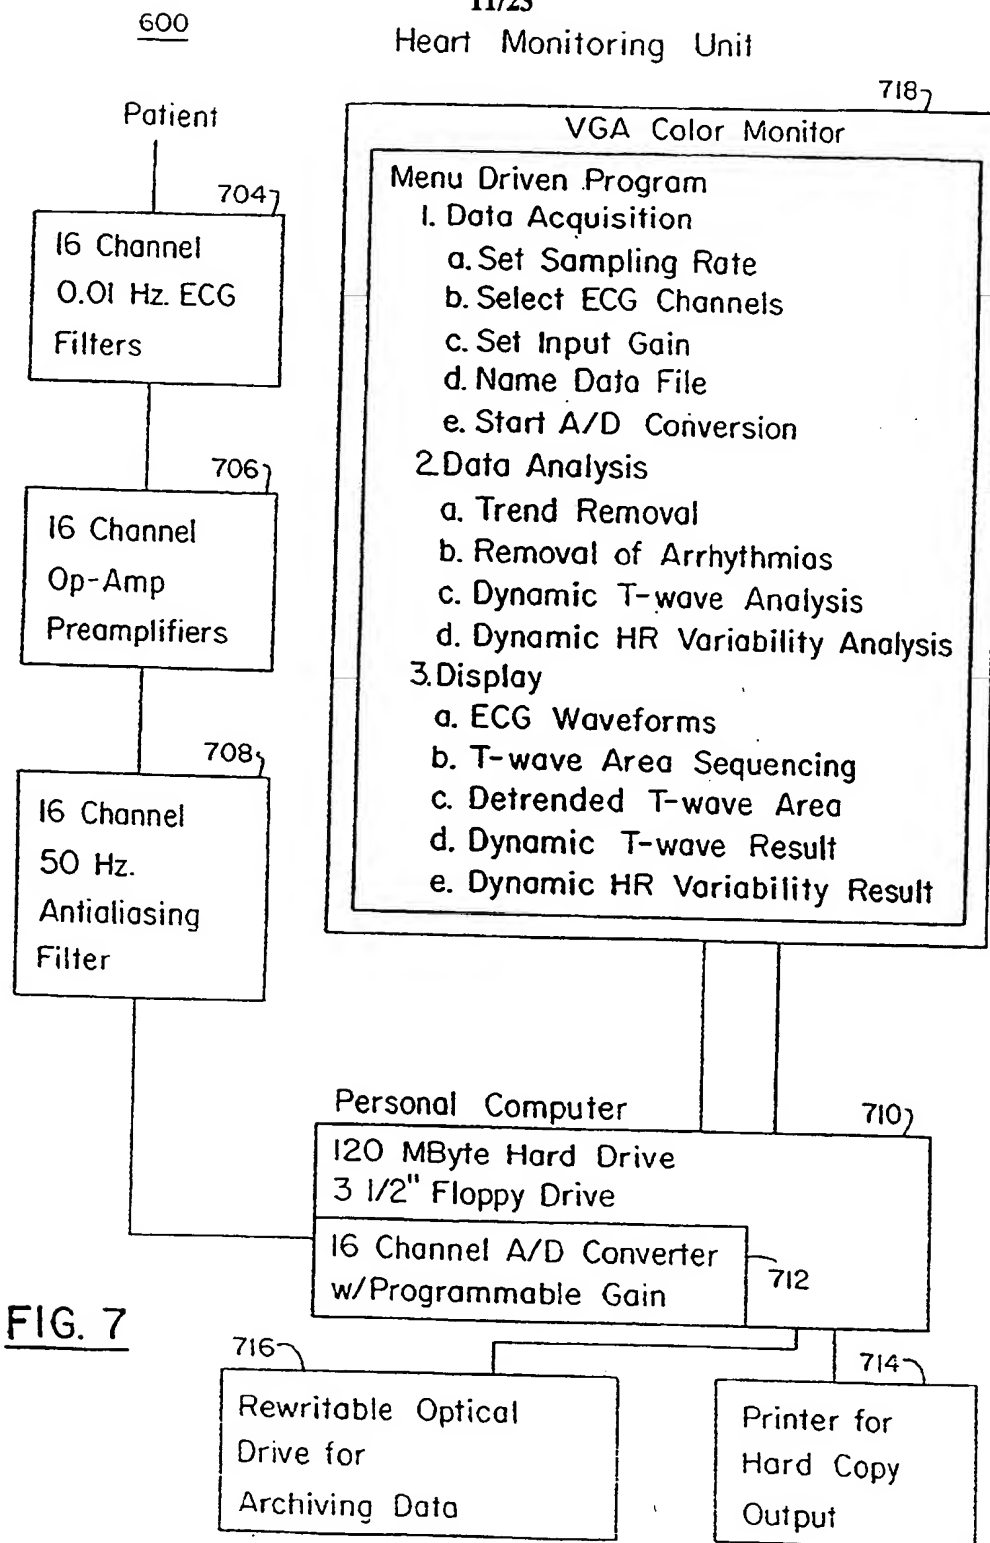 11/23
600
Heart Monitoring Unit
Patient
704
16 Channel
0.01 Hz. ECG
Filters
706
16 Channel
Op-Amp
Preamplifiers
708
16 Channel
50 Hz.
Antialiasing
Filter
718
VGA Color Monitor
Menu Driven Program
1. Data Acquisition
a. Set Sampling Rate
b. Select ECG Channels
c. Set Input Gain
d. Name Data File
e. Start A/D Conversion
2. Data Analysis
a. Trend Removal
b. Removal of Arrhythmias
c. Dynamic T-wave Analysis
d. Dynamic HR Variability Analysis
3. Display
a. ECG Waveforms
b. T-wave Area Sequencing
c. Detrended T-wave Area
d. Dynamic T-wave Result
e. Dynamic HR Variability Result
Personal Computer
710
120 MByte Hard Drive
3 1/2" Floppy Drive
16 Channel A/D Converter
w/Programmable Gain
712
FIG. 7
716
Rewritable Optical
Drive for
Archiving Data
714
Printer for
Hard Copy
Output